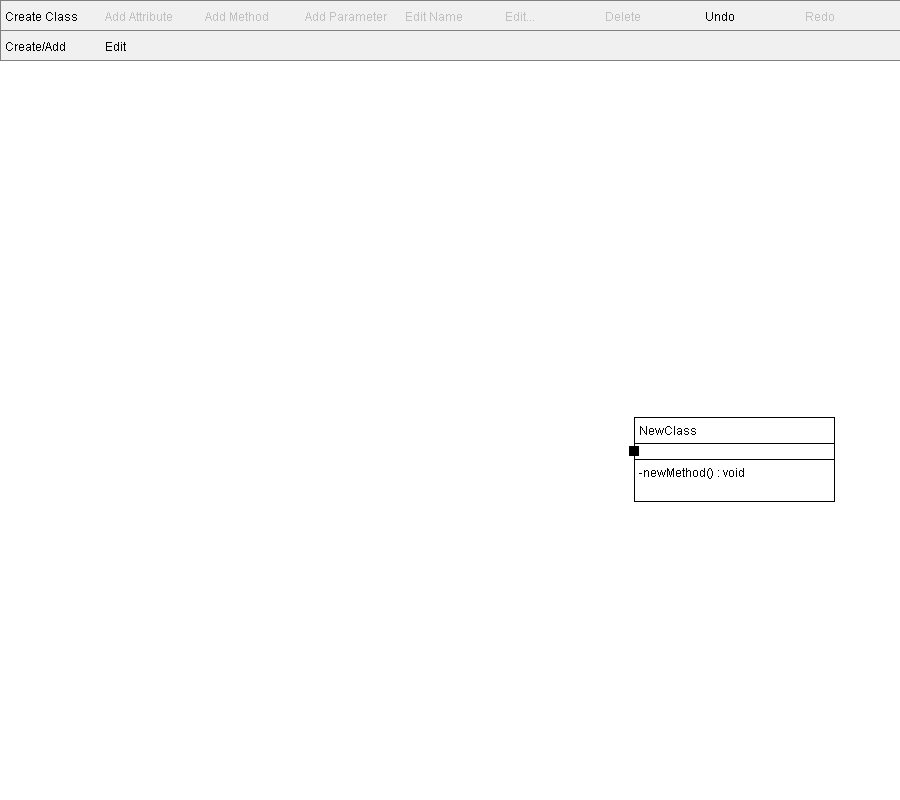 Create Class Add Attribute Add Method Add Parameter Edit Name Edit... Delete Undo Redo
Create/Add Edit
NewClass
-newMethod() : void